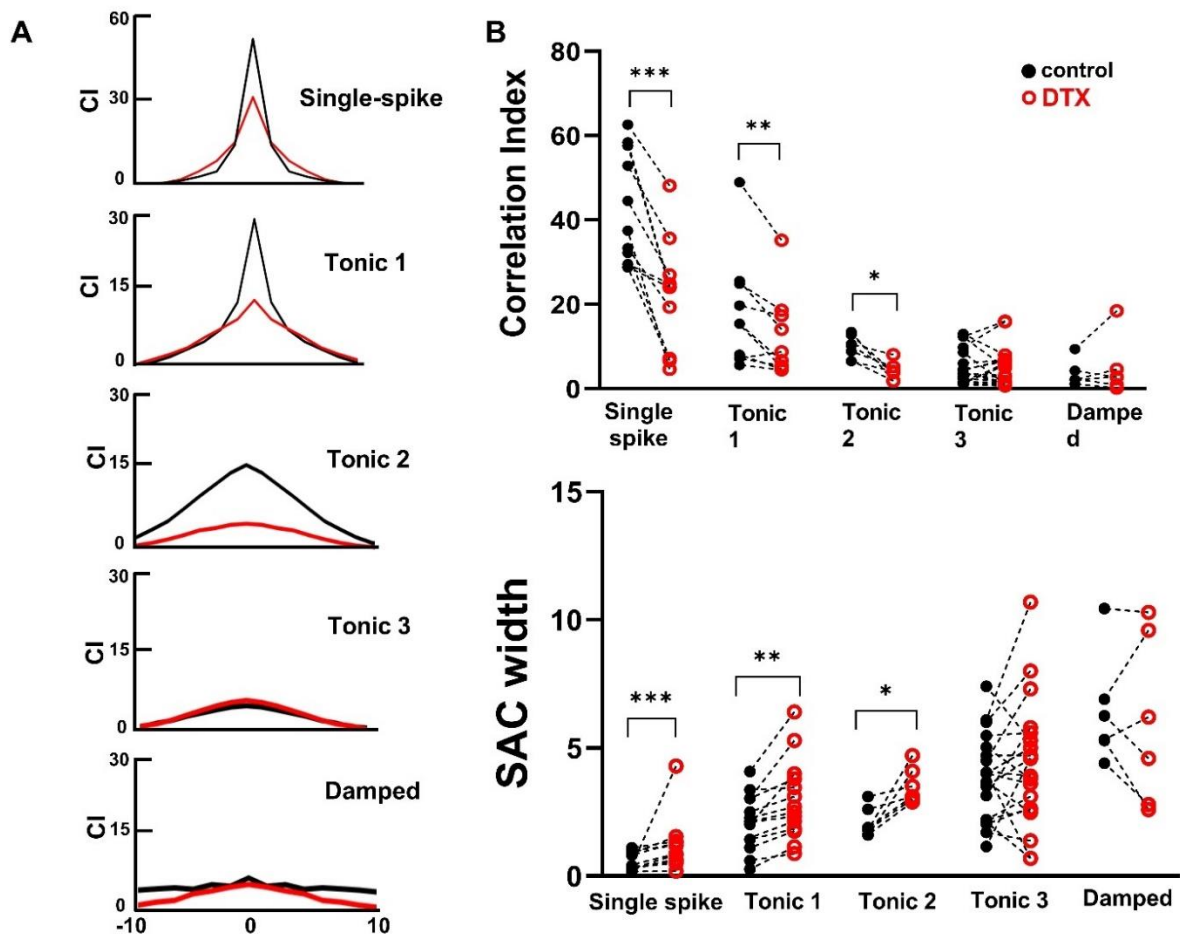 A
60
CI
30
0
Single-spike
30
CI
15
0
Tonic 1
30
CI
15
0
Tonic 2
30
CI
15
0
Tonic 3
30
CI
15
0
Damped
-10 0 10
B
80
60
40
20
0
Correlation Index
control
DTX
***
**
*
Single Tonic Tonic Tonic Dampe
spike 1 2 3 d
15
10
5
0
SAC width
***
**
*
Single spike Tonic 1 Tonic 2 Tonic 3 Damped